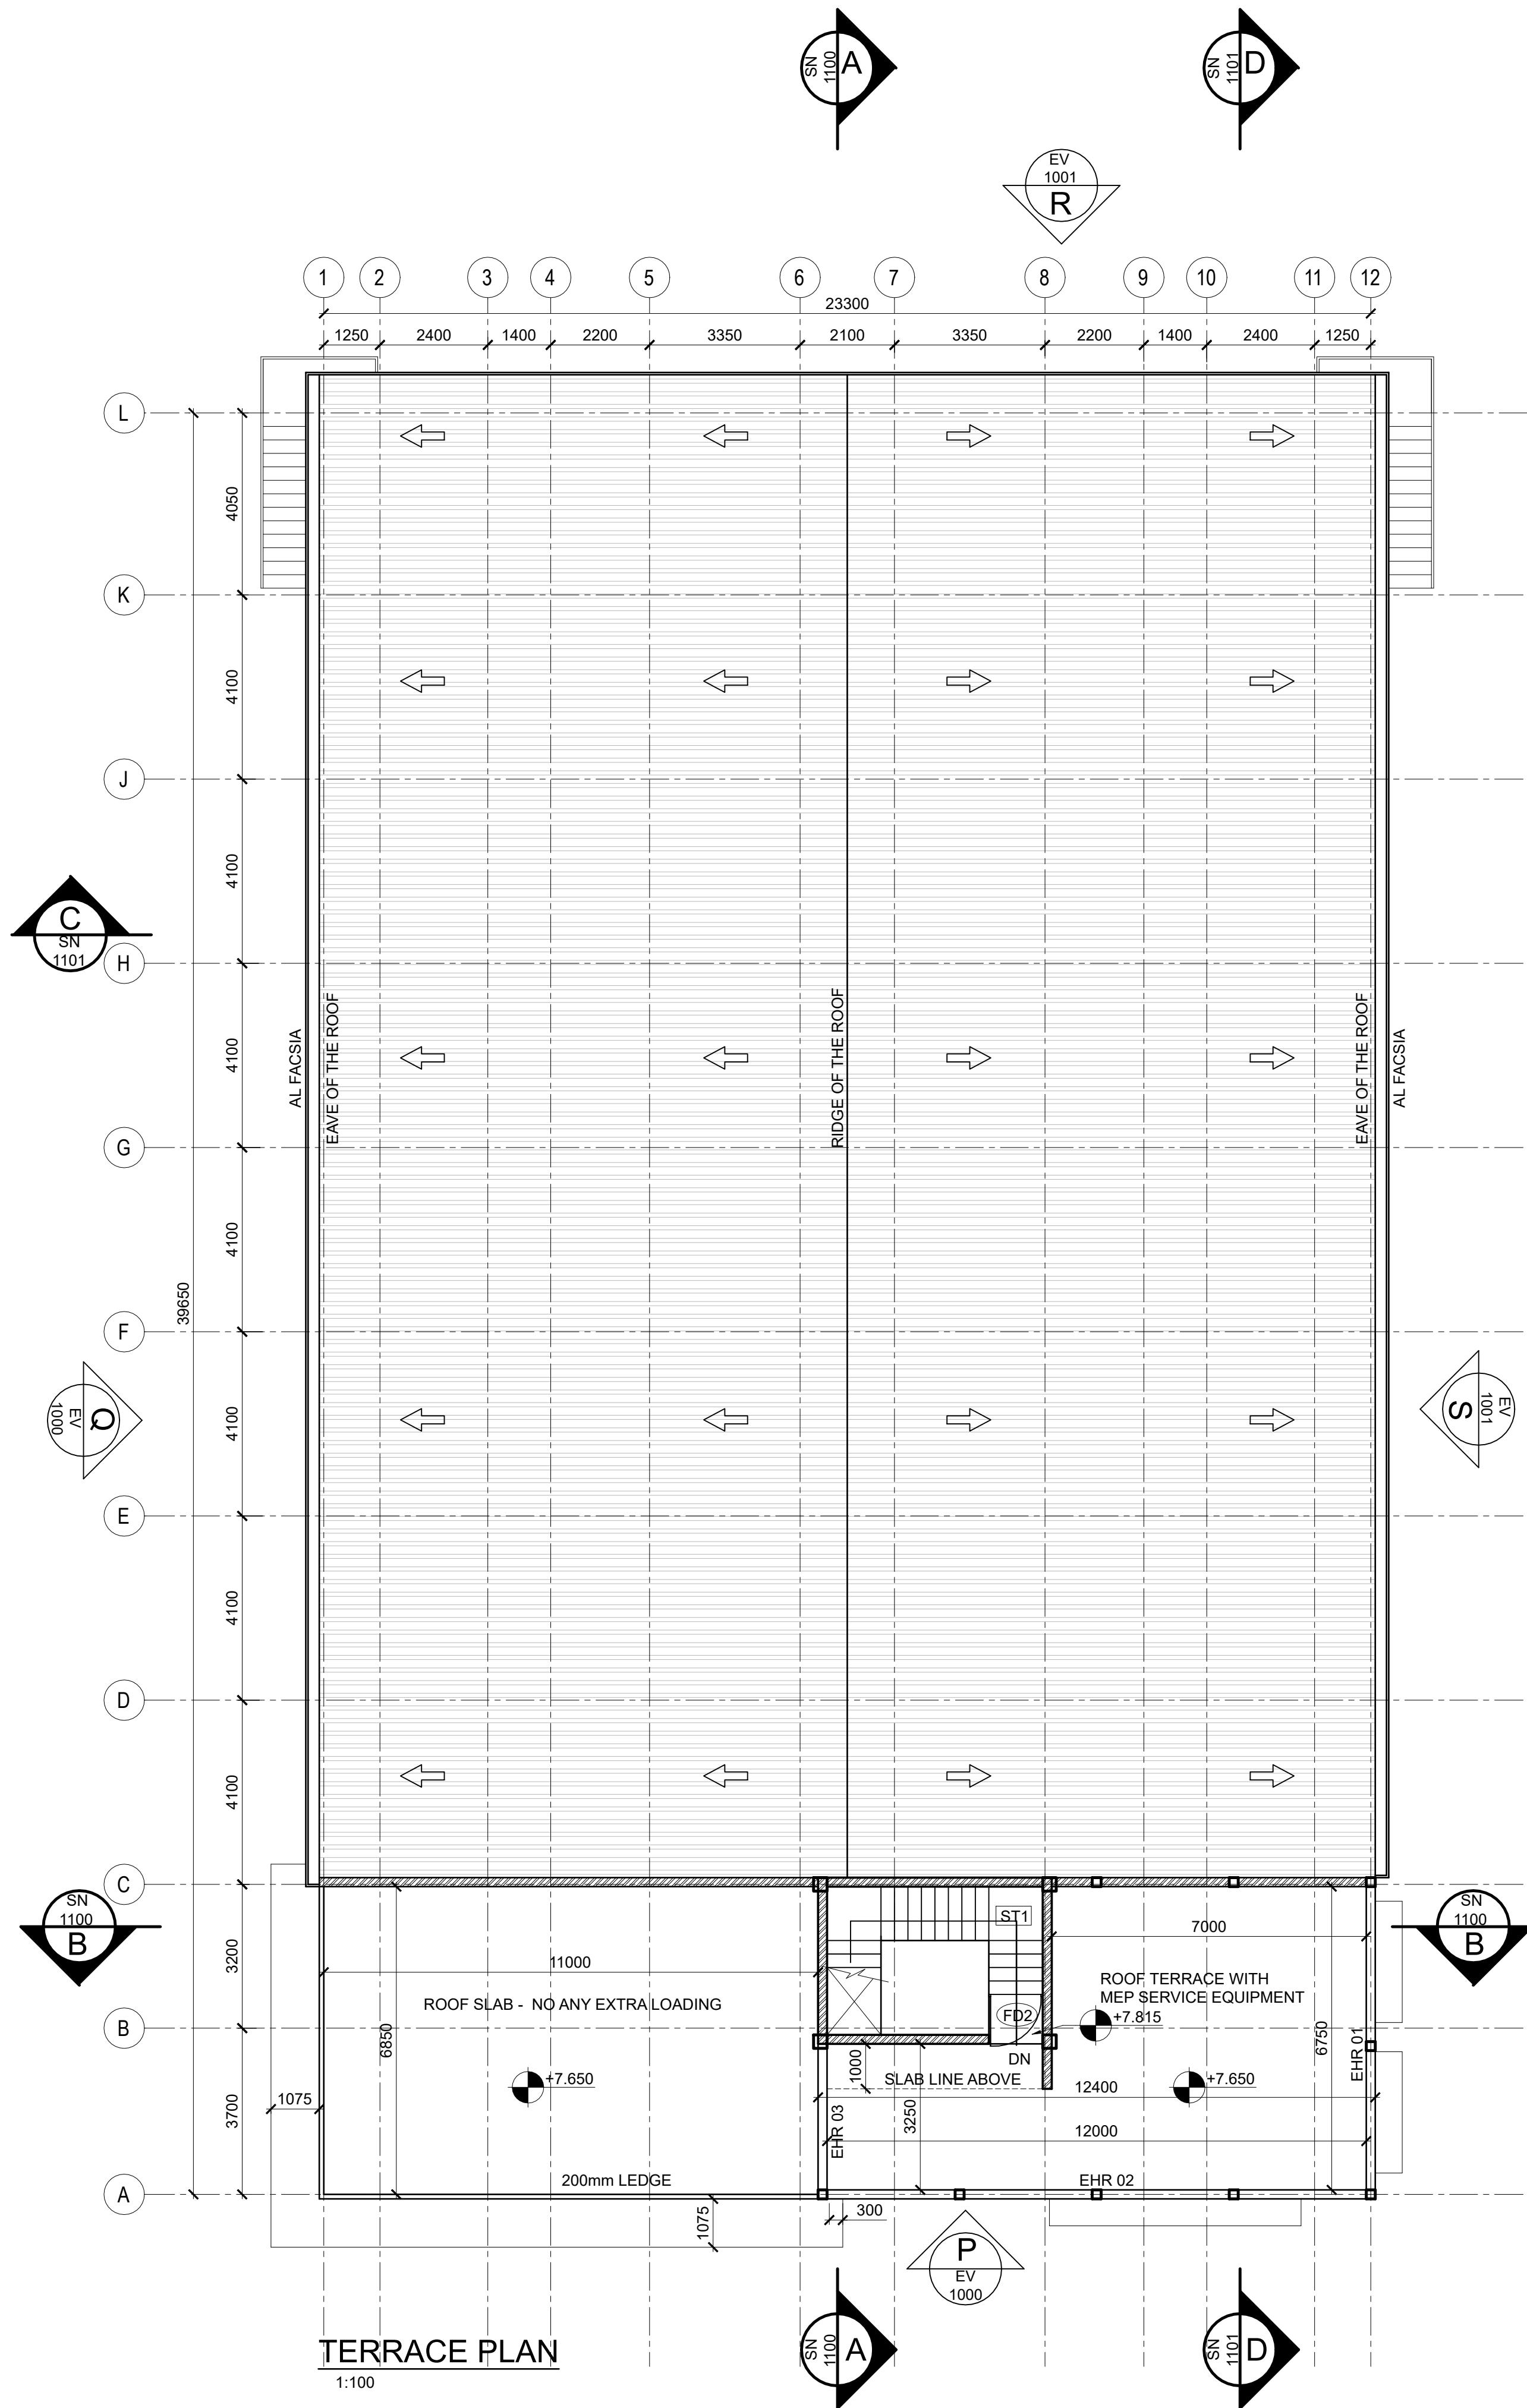 SN
1100
A
SN
1101
D
EV
1001
R
1
2
3
4
5
6
7
8
9
10
11
12
23300
1250
2400
1400
2200
3350
2100
3350
2200
1400
2400
1250
L
4050
K
4100
J
4100
C
SN
1101
H
AL FACSIA
EAVE OF THE ROOF
RIDGE OF THE ROOF
EAVE OF THE ROOF
AL FACSIA
4100
G
4100
39650
F
Q
EV
1000
4100
S
EV
1001
E
4100
D
4100
C
SN
1100
B
3200
ST1
7000
SN
1100
B
11000
ROOF SLAB - NO ANY EXTRA LOADING
ROOF TERRACE WITH
MEP SERVICE EQUIPMENT
FD2
+7.815
B
6850
6750
EHR 01
1000
DN
SLAB LINE ABOVE
+7.650
12400
+7.650
1075
3700
EHR 03
3250
12000
200mm LEDGE
EHR 02
A
1075
300
P
EV
1000
TERRACE PLAN
1:100
SN
1100
A
SN
1101
D